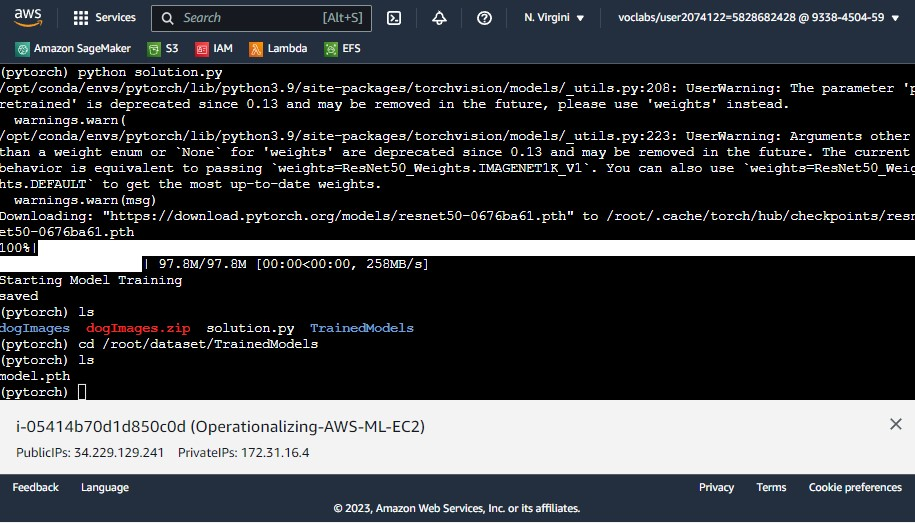 aws Services Search [Alt+S] N. Virgini voclabs/user2074122=5828682428 @ 9338-4504-59
Amazon SageMaker S3 IAM Lambda EFS
(pytorch) python solution.py
/opt/conda/envs/pytorch/lib/python3.9/site-packages/torchvision/models/_utils.py:208: UserWarning: The parameter 'p
retrained' is deprecated since 0.13 and may be removed in the future, please use 'weights' instead.
warnings.warn(
/opt/conda/envs/pytorch/lib/python3.9/site-packages/torchvision/models/_utils.py:223: UserWarning: Arguments other
than a weight enum or `None` for 'weights' are deprecated since 0.13 and may be removed in the future. The current
behavior is equivalent to passing `weights=ResNet50_Weights.IMAGENET1K_V1`. You can also use `weights=ResNet50_Weig
hts.DEFAULT` to get the most up-to-date weights.
warnings.warn(msg)
Downloading: "https://download.pytorch.org/models/resnet50-0676ba61.pth" to /root/.cache/torch/hub/checkpoints/resn
et50-0676ba61.pth
100%|
| 97.8M/97.8M [00:00<00:00, 258MB/s]
Starting Model Training
saved
(pytorch) ls
dogImages dogImages.zip solution.py TrainedModels
(pytorch) cd /root/dataset/TrainedModels
(pytorch) ls
model.pth
(pytorch)
i-05414b70d1d850c0d (Operationalizing-AWS-ML-EC2)
PublicIPs: 34.229.129.241 PrivateIPs: 172.31.16.4
Feedback Language Privacy Terms Cookie preferences
© 2023, Amazon Web Services, Inc. or its affiliates.